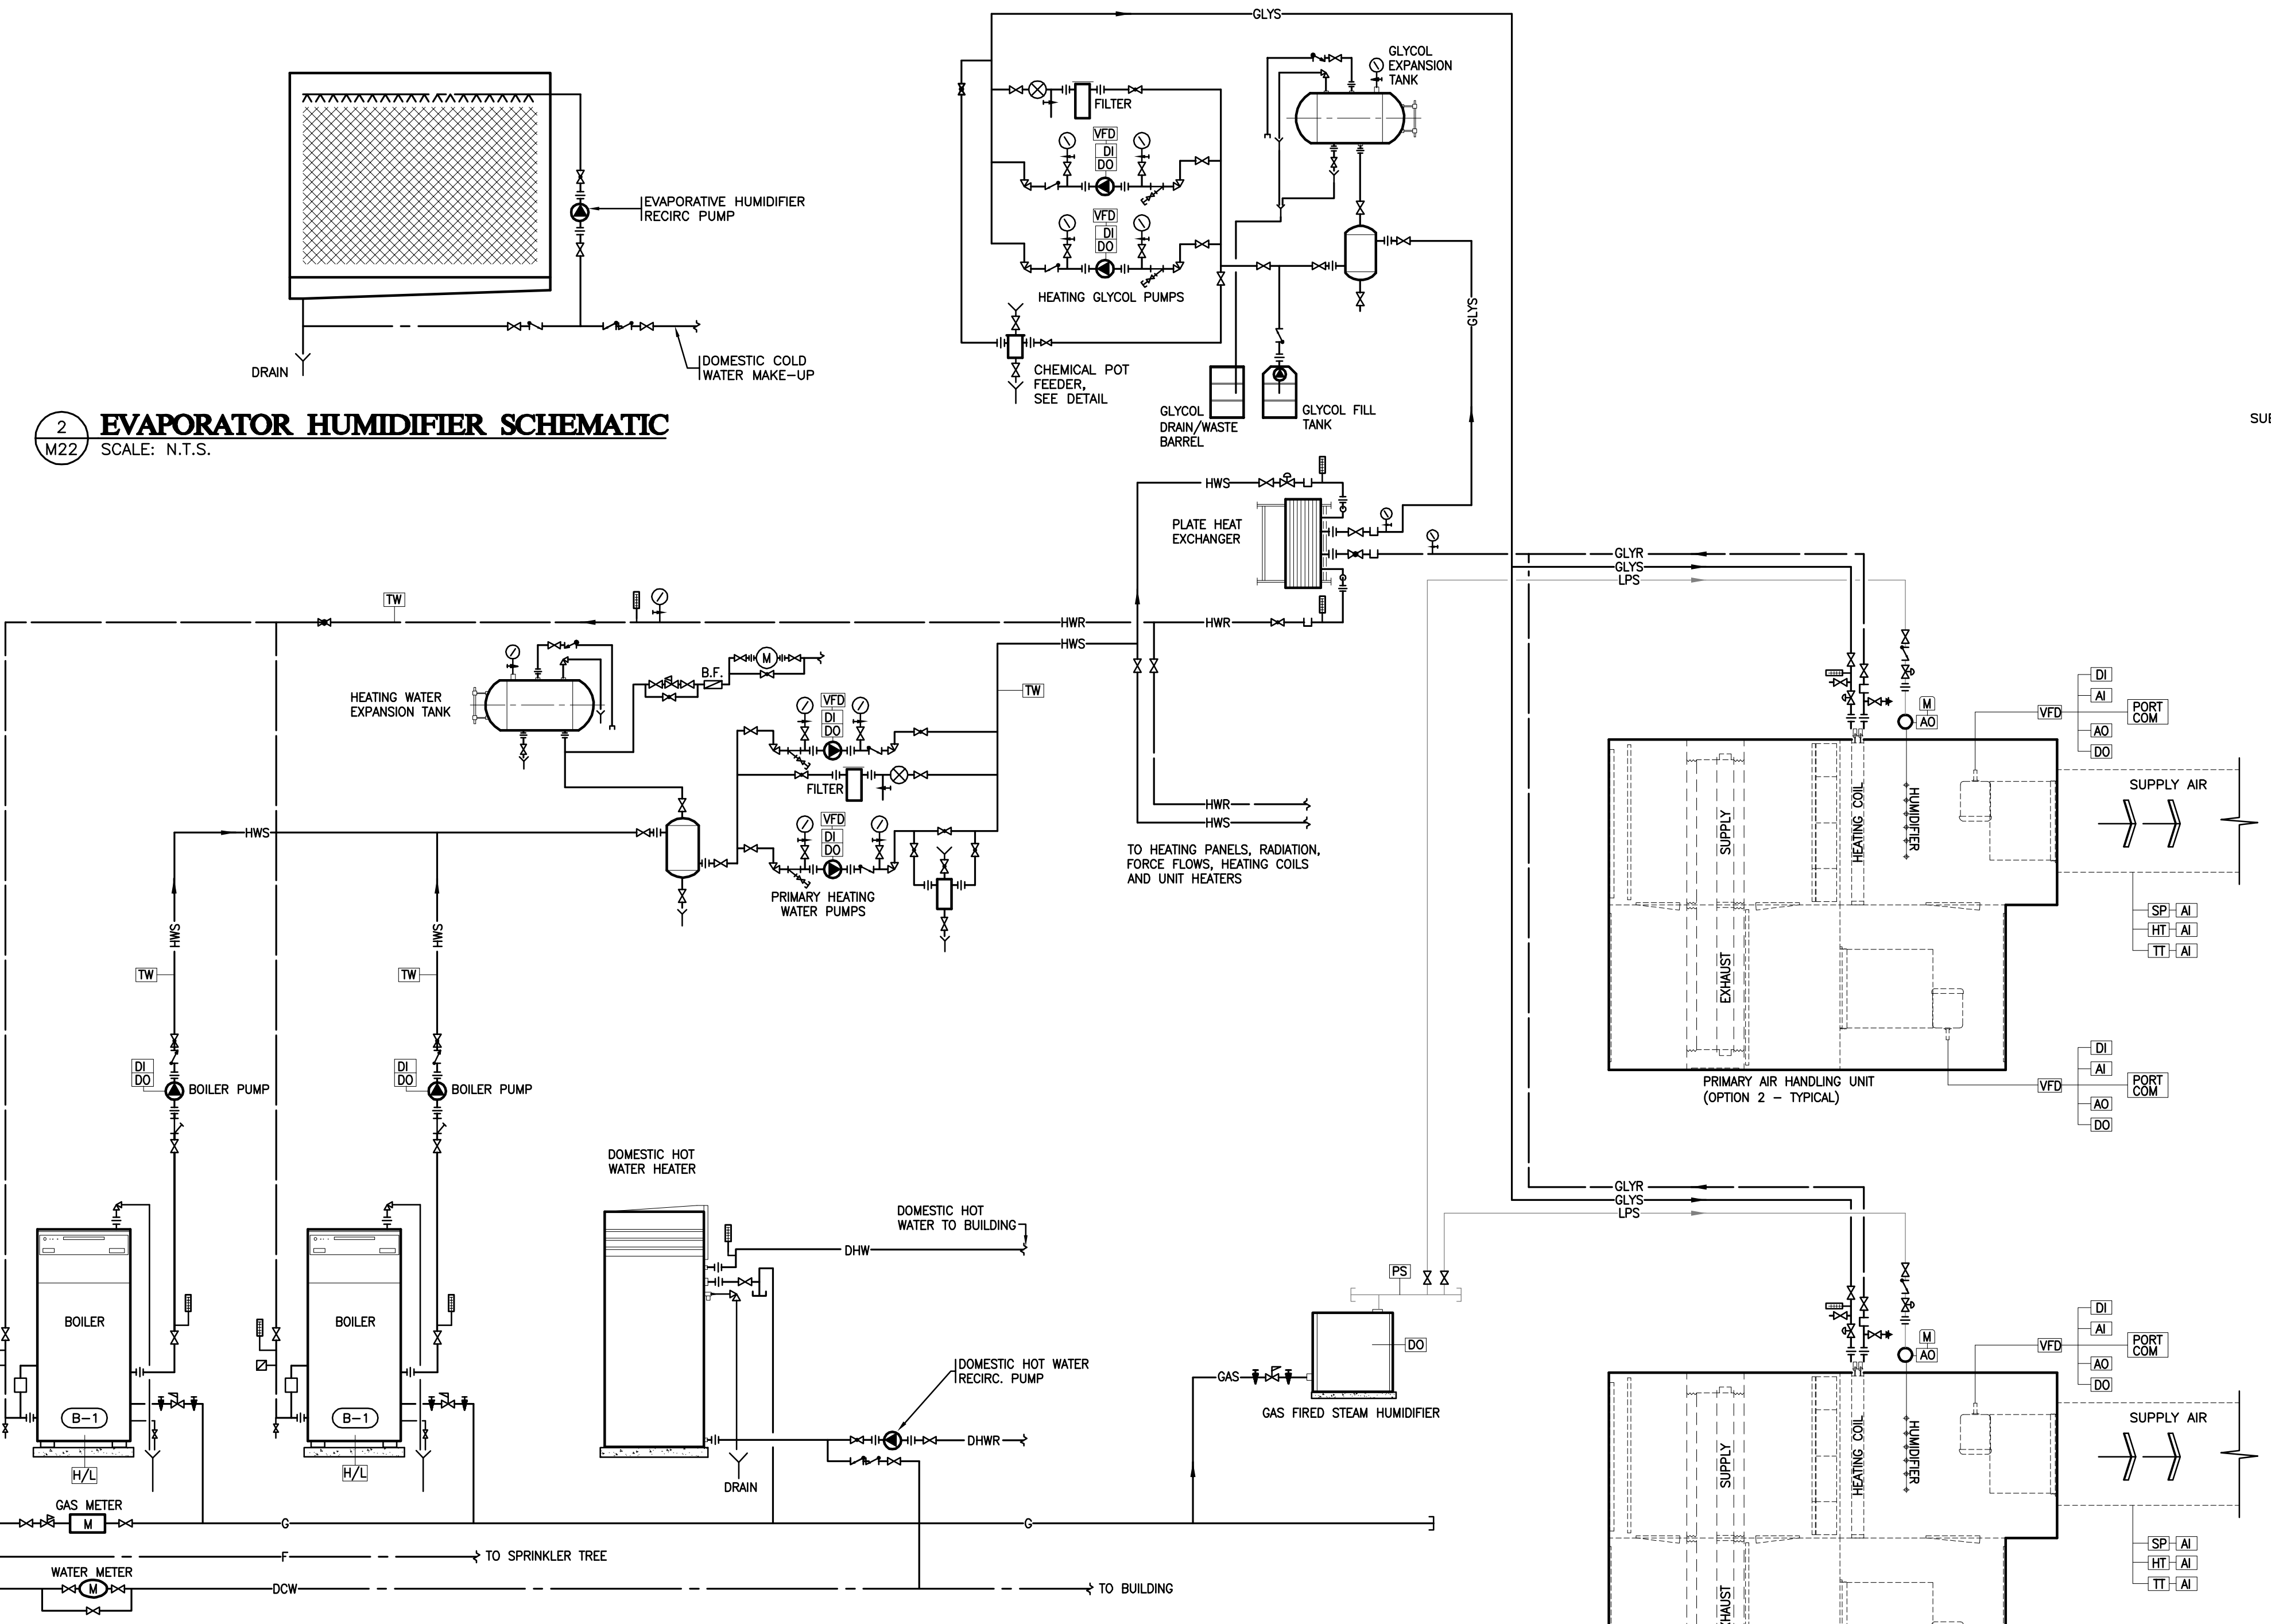 GLYS
GLYCOL
EXPANSION
TANK
FILTER
VFD
DI
DO
VFD
DI
DO
HEATING GLYCOL PUMPS
GLYS
EVAPORATIVE HUMIDIFIER
RECIRC PUMP
DOMESTIC COLD
WATER MAKE-UP
DRAIN
CHEMICAL POT
FEEDER,
SEE DETAIL
GLYCOL
DRAIN/WASTE
BARREL
GLYCOL FILL
TANK
2
M22
EVAPORATOR HUMIDIFIER SCHEMATIC
SCALE: N.T.S.
HWS
PLATE HEAT
EXCHANGER
GLYR
GLYS
LPS
TW
HWR
HWR
HWS
HEATING WATER
EXPANSION TANK
B.F.
M
TW
VFD
DI
DO
FILTER
VFD
DI
DO
PRIMARY HEATING
WATER PUMPS
HWR
HWS
TO HEATING PANELS, RADIATION,
FORCE FLOWS, HEATING COILS
AND UNIT HEATERS
HWS
HWS
HWS
TW
TW
DI
DO
BOILER PUMP
DI
DO
BOILER PUMP
M
AO
VFD
DI
AI
AO
DO
PORT
COM
SUPPLY AIR
SUPPLY
HEATING COIL
HUMIDIFIER
EXHAUST
SP AI
HT AI
TT AI
VFD
DI
AI
AO
DO
PORT
COM
PRIMARY AIR HANDLING UNIT
(OPTION 2 - TYPICAL)
DOMESTIC HOT
WATER HEATER
DOMESTIC HOT
WATER TO BUILDING
DHW
GLYR
GLYS
LPS
PS
DO
GAS
GAS FIRED STEAM HUMIDIFIER
BOILER
B-1
H/L
BOILER
B-1
H/L
DOMESTIC HOT WATER
RECIRC. PUMP
DHWR
DRAIN
GAS METER
M
G
G
F
TO SPRINKLER TREE
WATER METER
M
DCW
TO BUILDING
M
AO
VFD
DI
AI
AO
DO
PORT
COM
SUPPLY AIR
SUPPLY
HEATING COIL
HUMIDIFIER
SP AI
HT AI
TT AI